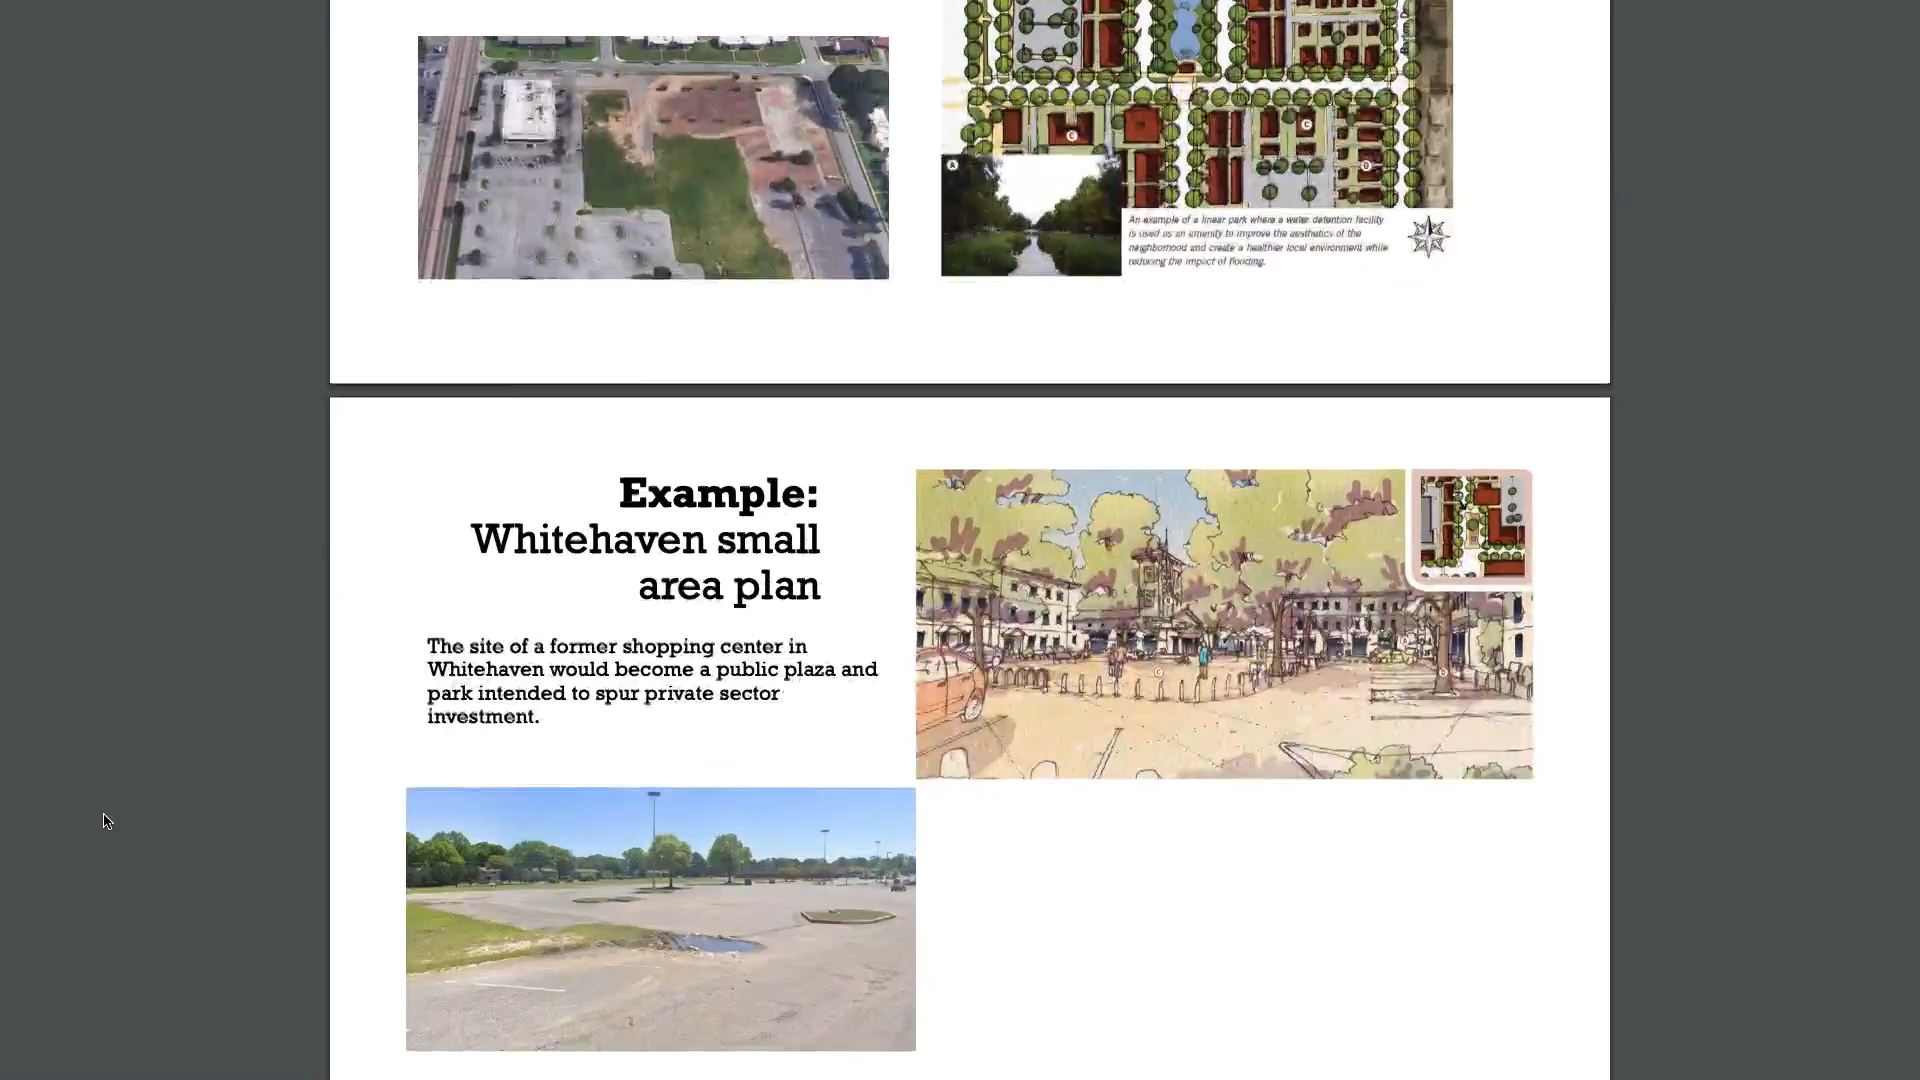 A
C
C
D
An example of a linear park where a water detention facility
is used as an amenity to improve the aesthetics of the
neighborhood and create a healthier local environment while
reducing the impact of flooding.
Example:
Whitehaven small
area plan
The site of a former shopping center in
Whitehaven would become a public plaza and
park intended to spur private sector
investment.